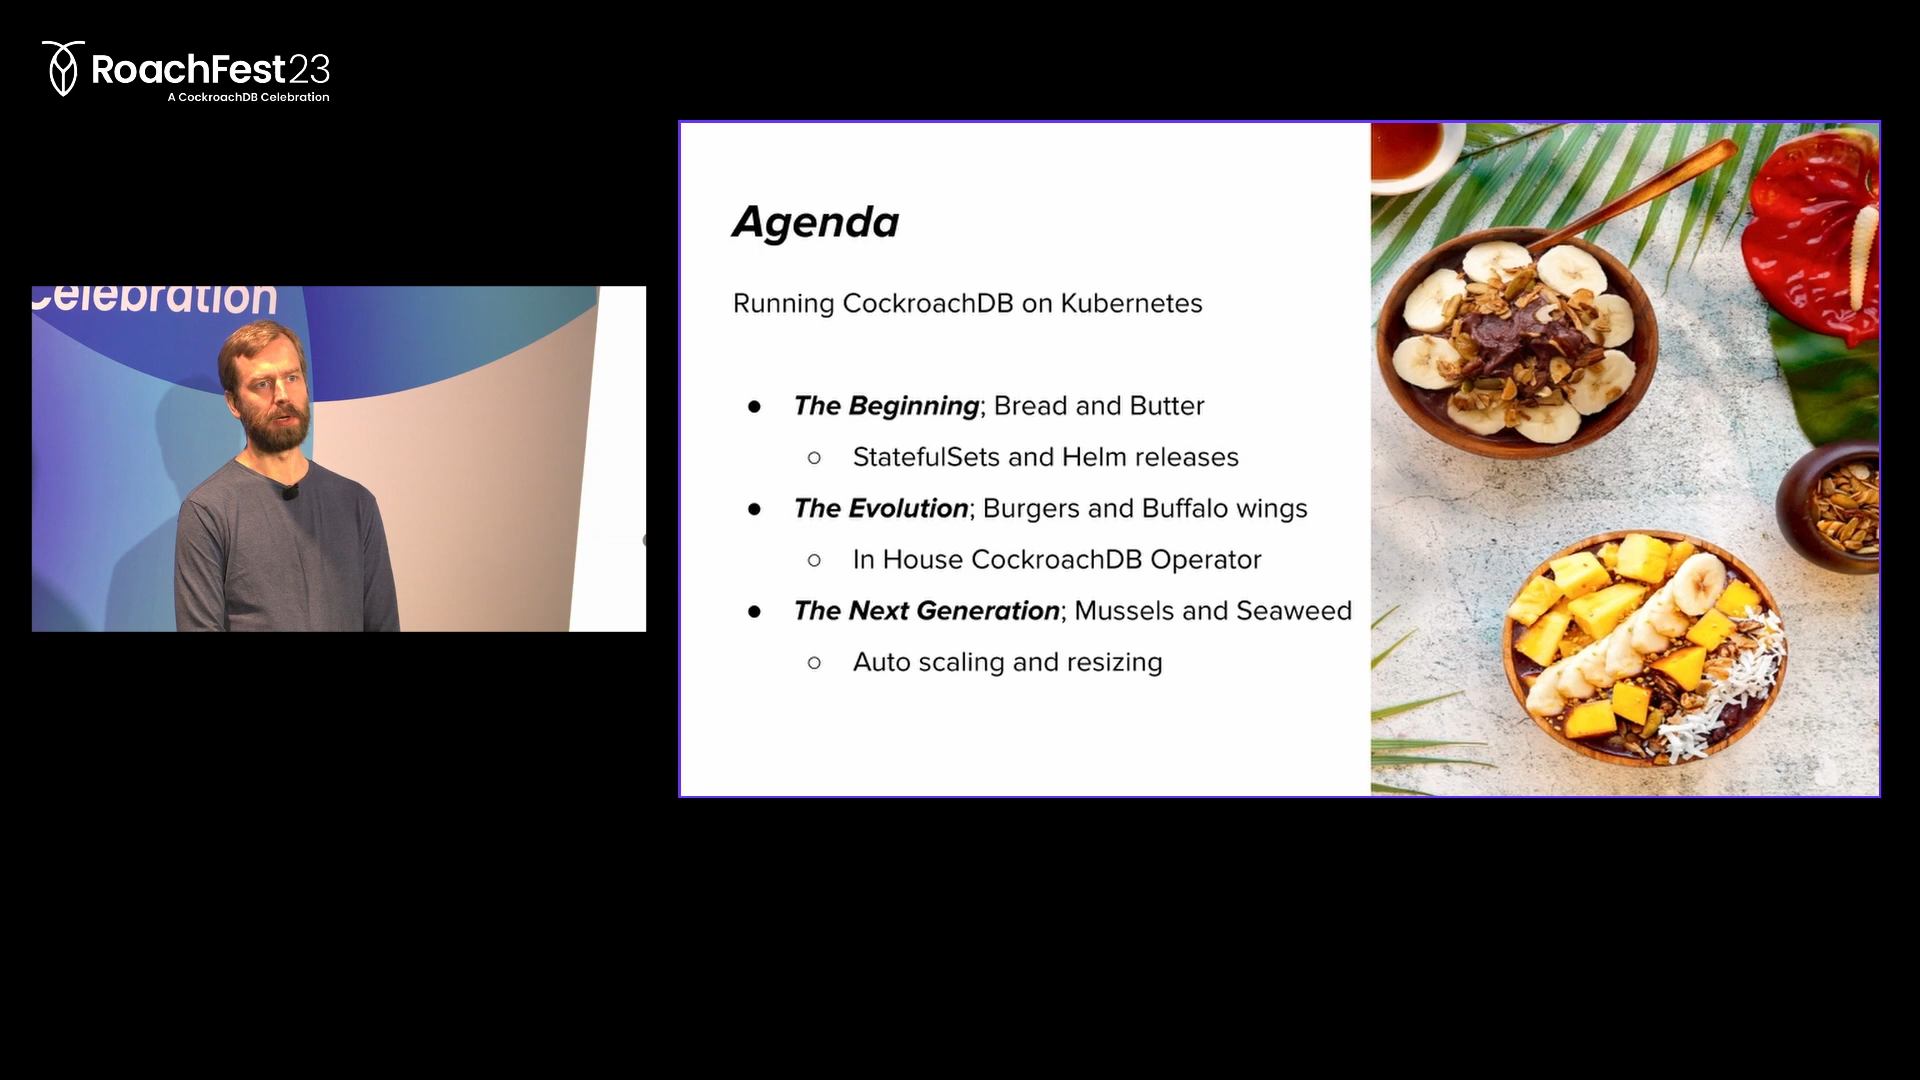 RoachFest23
A CockroachDB Celebration
Celebration
Agenda
Running CockroachDB on Kubernetes
● The Beginning; Bread and Butter
○ StatefulSets and Helm releases
● The Evolution; Burgers and Buffalo wings
○ In House CockroachDB Operator
● The Next Generation; Mussels and Seaweed
○ Auto scaling and resizing